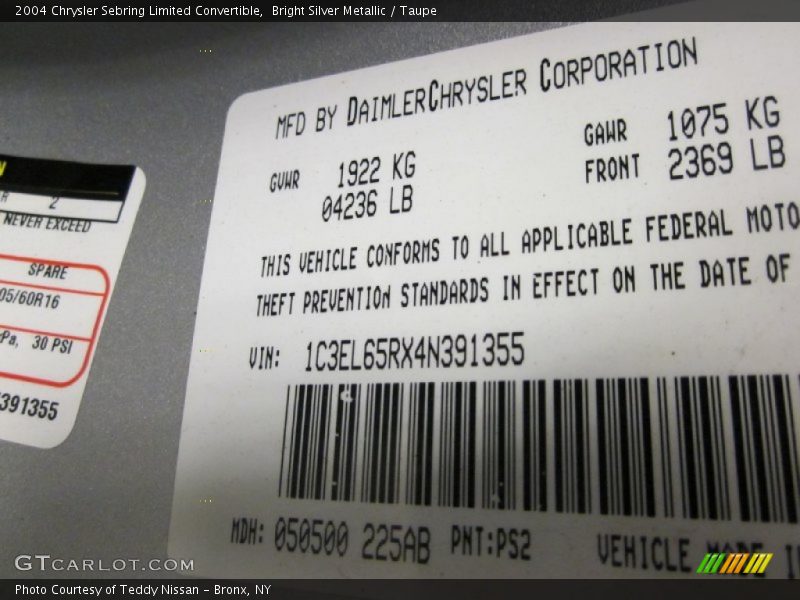 2004 Chrysler Sebring Limited Convertible,  Bright Silver Metallic / Taupe
MFD BY DAIMLERCHRYSLER CORPORATION
GVWR 1922 KG
04236 LB
GAWR 1075 KG
FRONT 2369 LB
THIS VEHICLE CONFORMS TO ALL APPLICABLE FEDERAL MOTO
THEFT PREVENTION STANDARDS IN EFFECT ON THE DATE OF
VIN: 1C3EL65RX4N391355
MDH: 050500 225AB PNT:PS2 VEHICLE MADE I
2
NEVER EXCEED
SPARE
05/60R16
Pa, 30 PSI
391355
GTCARLOT.COM
Photo Courtesy of Teddy Nissan – Bronx, NY